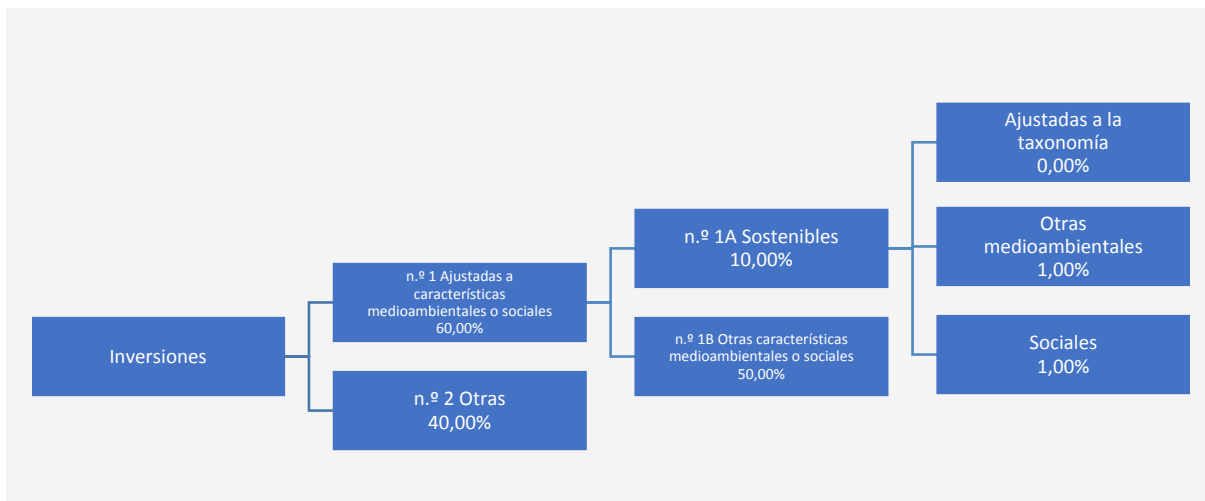 Inversiones
n.º 1 Ajustadas a
características
medioambientales o sociales
60,00%
n.º 2 Otras
40,00%
n.º 1A Sostenibles
10,00%
n.º 1B Otras características
medioambientales o sociales
50,00%
Ajustadas a la
taxonomía
0,00%
Otras
medioambientales
1,00%
Sociales
1,00%